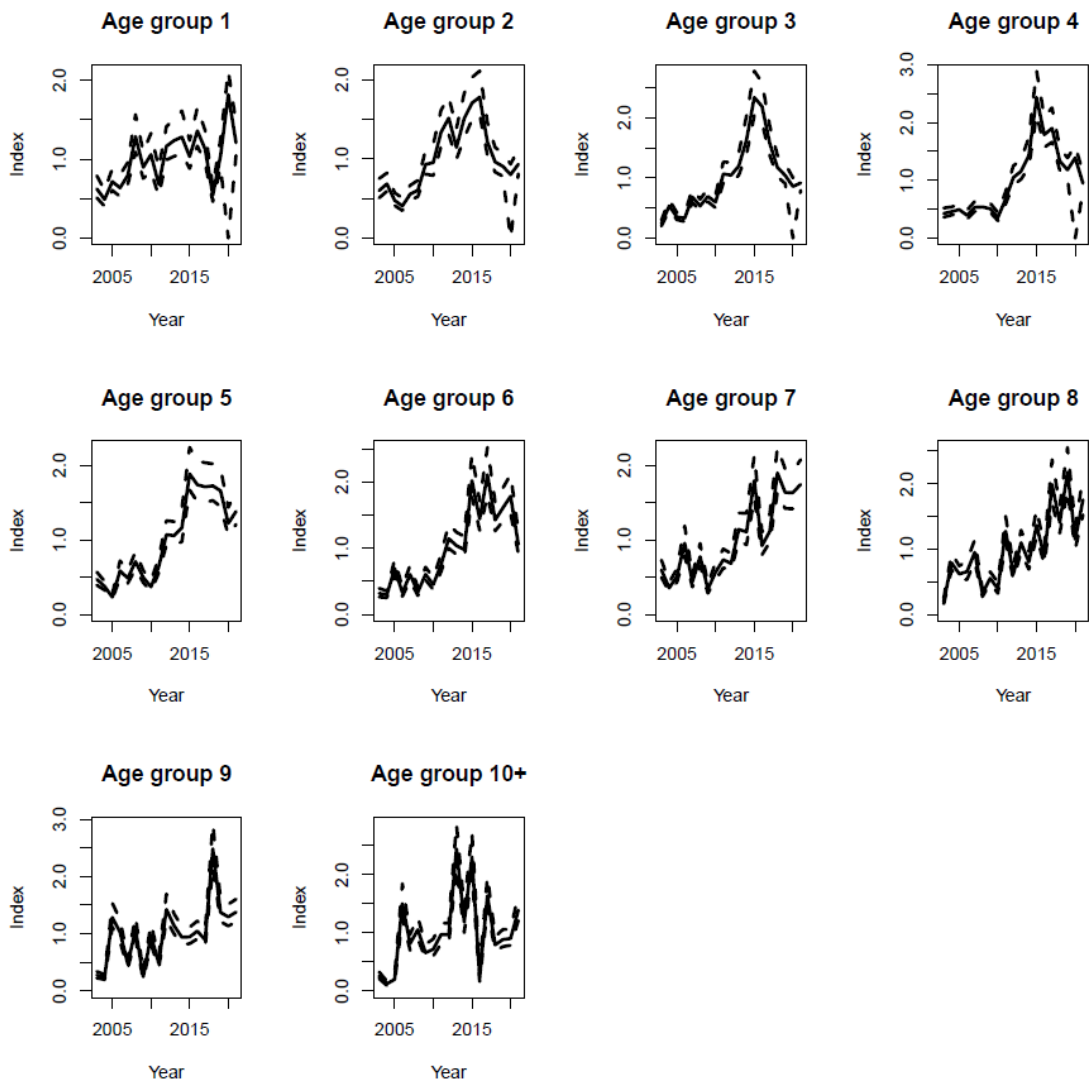 Age group 1
Age group 2
Age group 3
Age group 4
Index
2.0
1.0
0.0
2005
2015
Year
Index
2.0
1.0
0.0
2005
2015
Year
Index
2.0
1.0
0.0
2005
2015
Year
Index
3.0
2.0
1.0
0.0
2005
2015
Year
Age group 5
Age group 6
Age group 7
Age group 8
Index
2.0
1.0
0.0
2005
2015
Year
Index
2.0
1.0
0.0
2005
2015
Year
Index
2.0
1.0
0.0
2005
2015
Year
Index
2.0
1.0
0.0
2005
2015
Year
Age group 9
Age group 10+
Index
3.0
2.0
1.0
0.0
2005
2015
Year
Index
2.0
1.0
0.0
2005
2015
Year